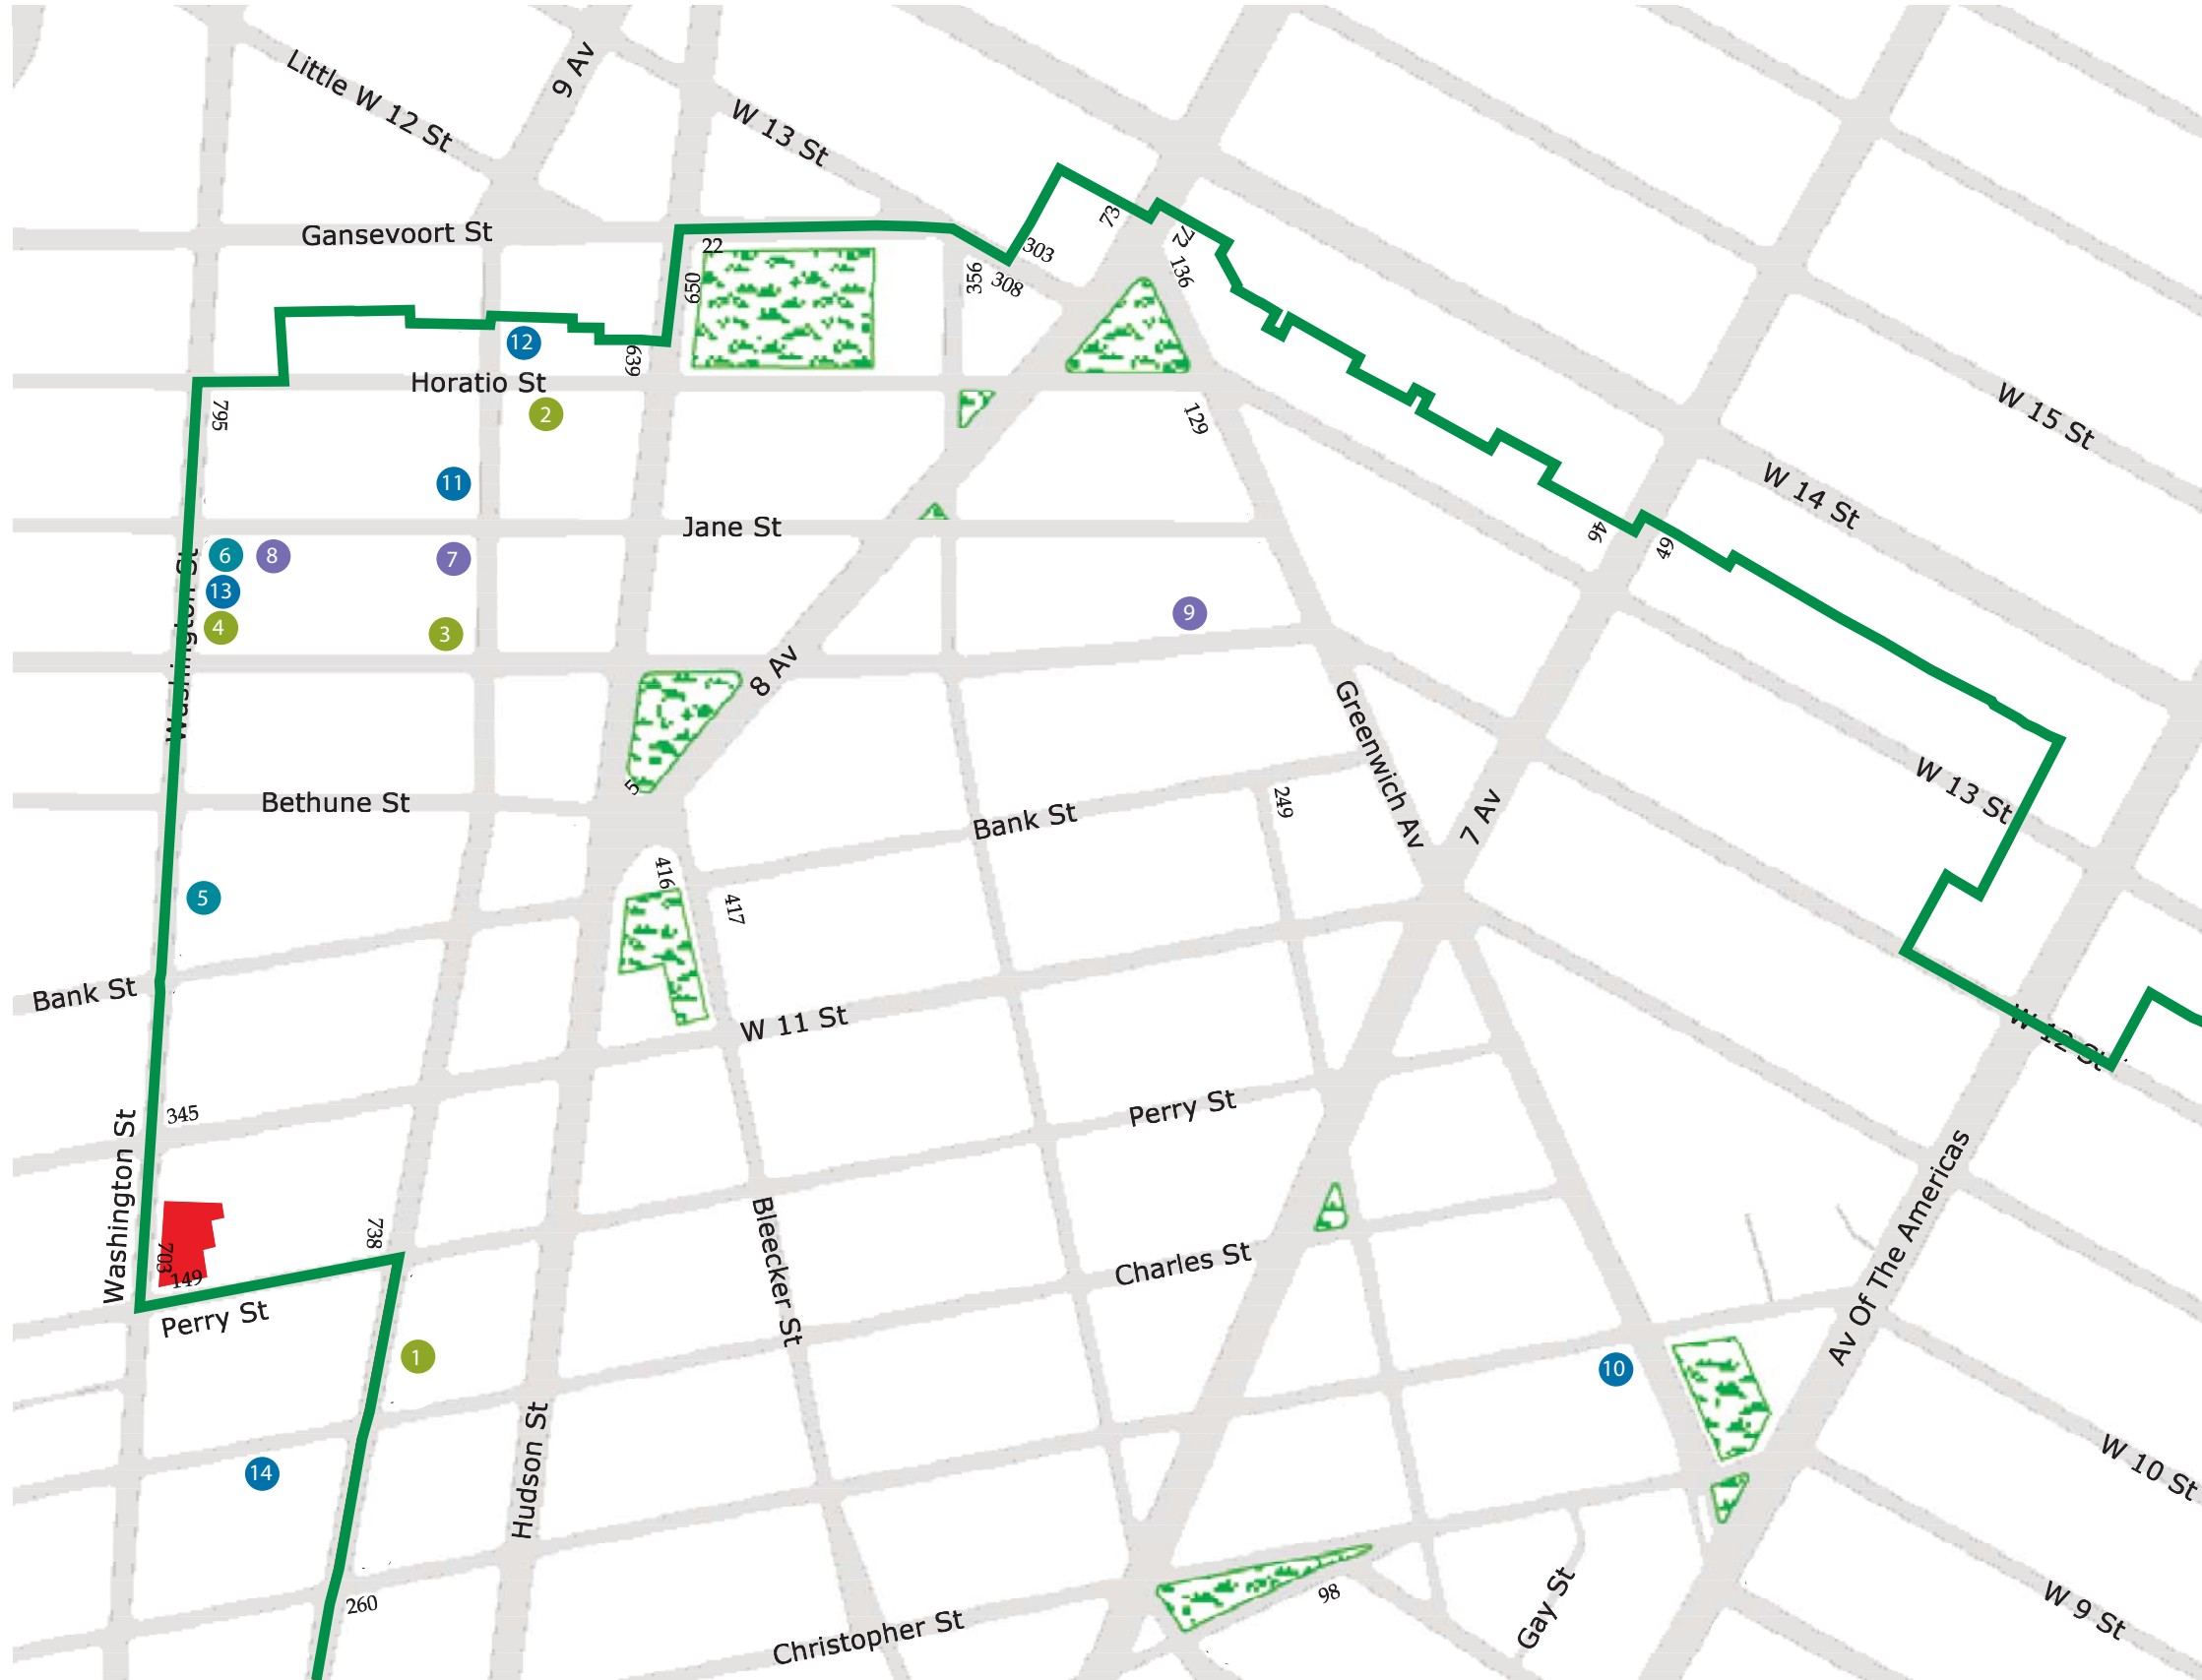 9 Av
Little W 12 St
W 13 St
Gansevoort St
73
72
22
303
136
650
356
308
12
639
Horatio St
795
2
129
W 15 St
11
W 14 St
Jane St
46
49
Washington St
6
8
7
13
4
3
9
8 Av
Greenwich Av
5
Bethune St
Bank St
249
7 Av
W 13 St
416
417
5
Bank St
W 11 St
W 12 St
345
Perry St
Washington St
703
149
738
Perry St
Bleecker St
Charles St
Av Of The Americas
1
10
14
Hudson St
W 10 St
260
98
Christopher St
Gay St
W 9 St